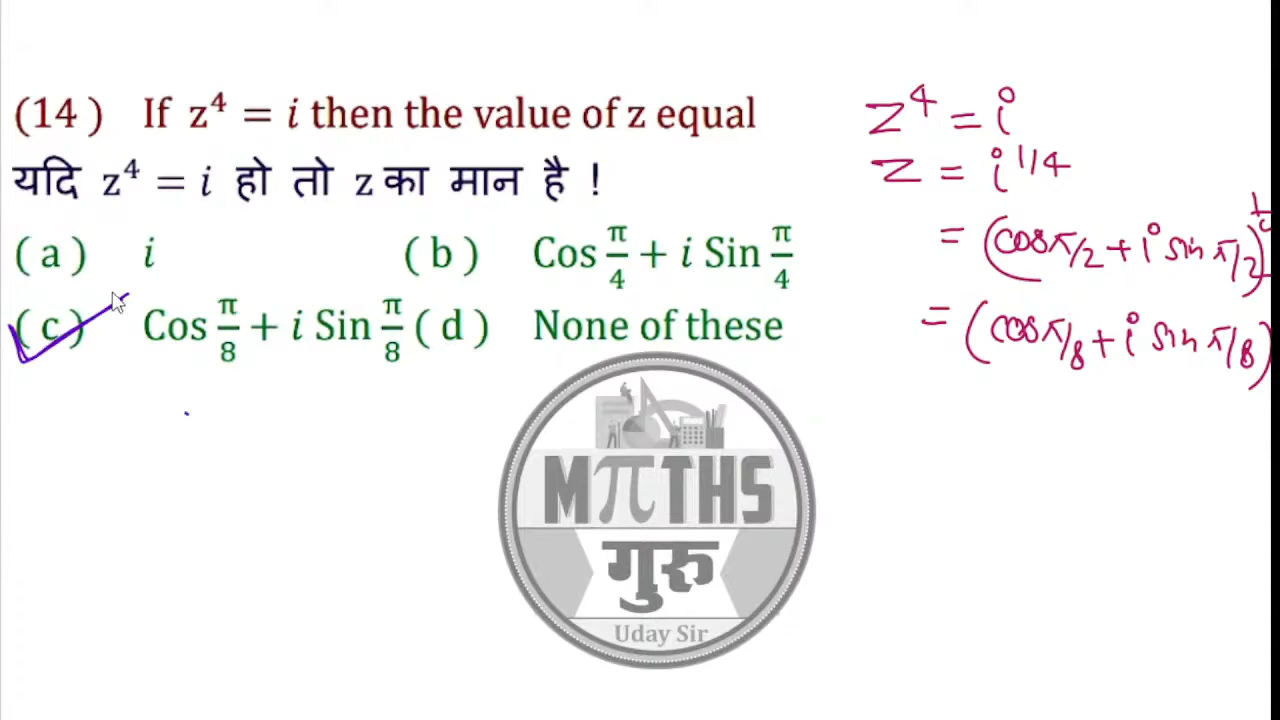 (14) If z⁴ = i then the value of z equal
यदि z⁴ = i हो तो z का मान है !
(a) i (b) Cos π/4 + i Sin π/4
(c) Cos π/8 + i Sin π/8 (d) None of these
z⁴ = i
z = i^1/4
= (cos π/2 + i sin π/2)
= (cos π/8 + i sin π/8)
MπTHS
गुरु
Uday Sir